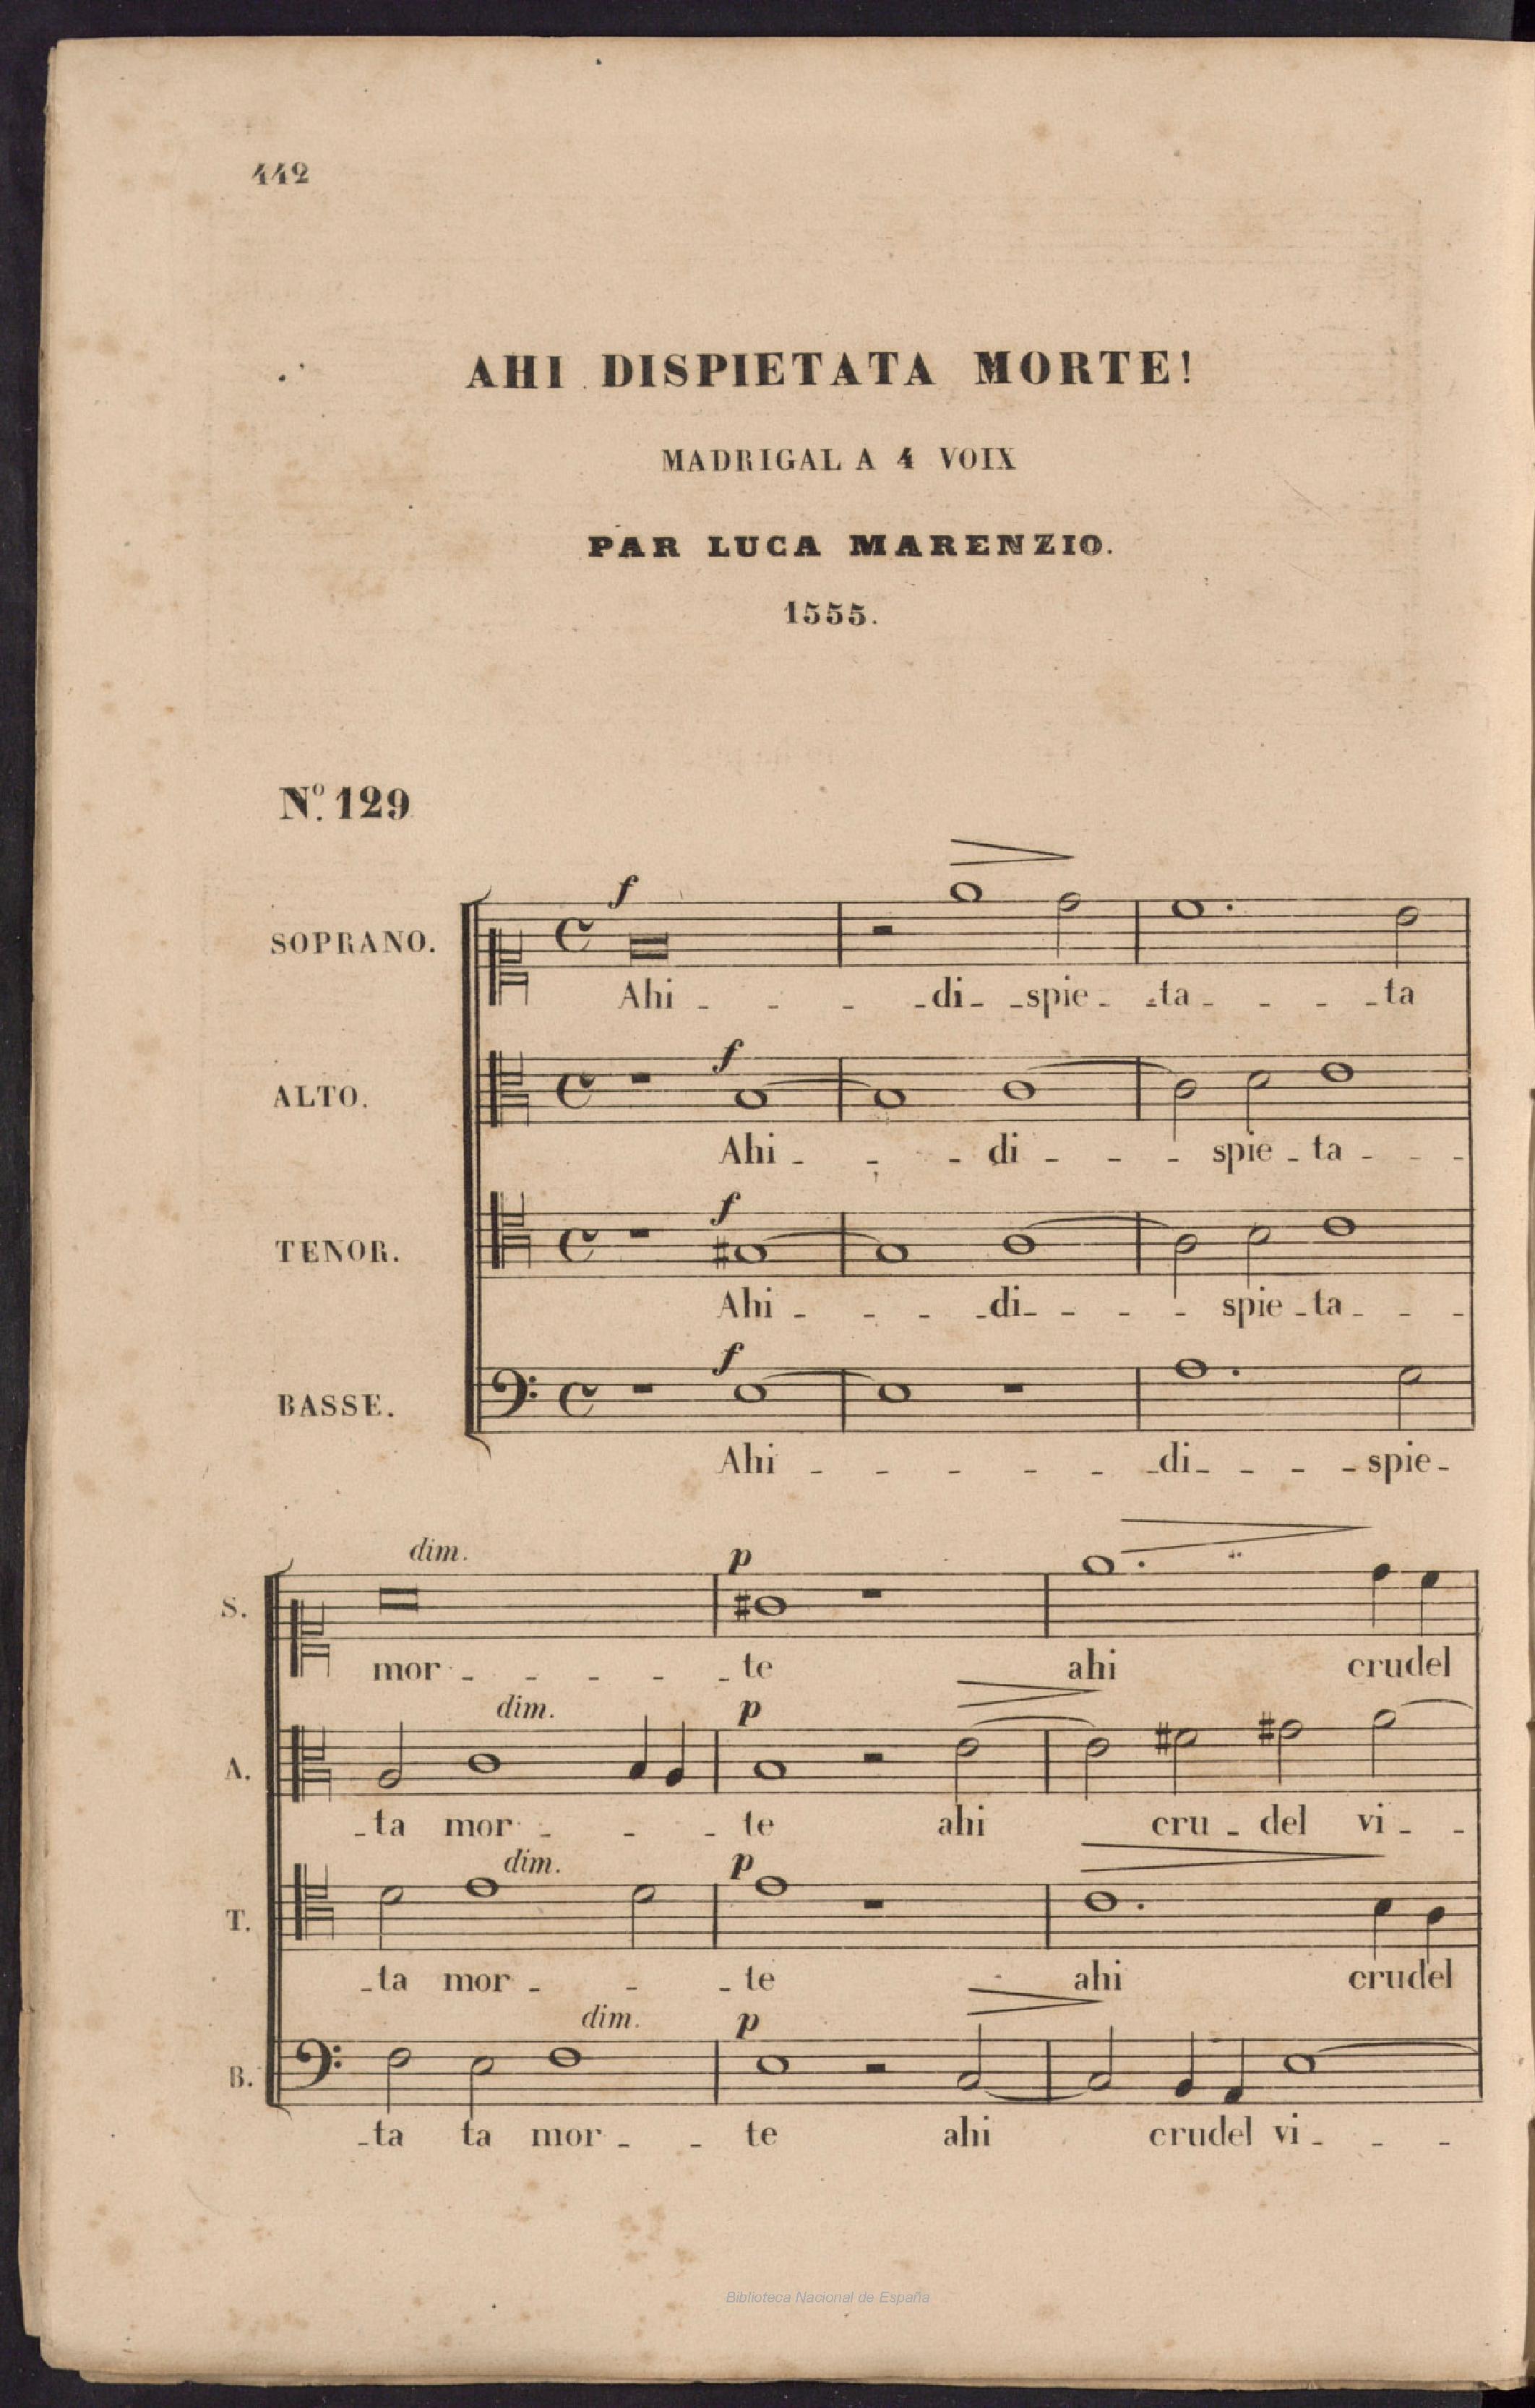 442
AHI DISPIETATA MORTE!
MADRIGAL A 4 VOIX
PAR LUCA MARENZIO.
1555.
Nº. 129
f
SOPRANO.
Ahi - - - - di - - spie - - ta - - - - ta
f
ALTO.
Ahi - - - di - - - spie - ta - - -
f
TENOR.
Ahi - - - - di - - - spie - ta - - -
f
BASSE.
Ahi - - - - - - di - - - - spie -
dim. p
S.
mor - - - - - te ahi crudel
dim. p
A.
- ta mor - - - te ahi cru - del vi - -
dim. p
T.
- ta mor - - - te ahi crudel
dim. p
B.
- ta ta mor - - te ahi crudel vi - - -
Biblioteca Nacional de España